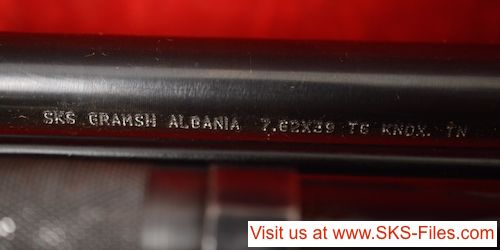 SKS GRAMSH ALBANIA 7.62X39 TG KNOX. TN
Visit us at www.SKS-Files.com